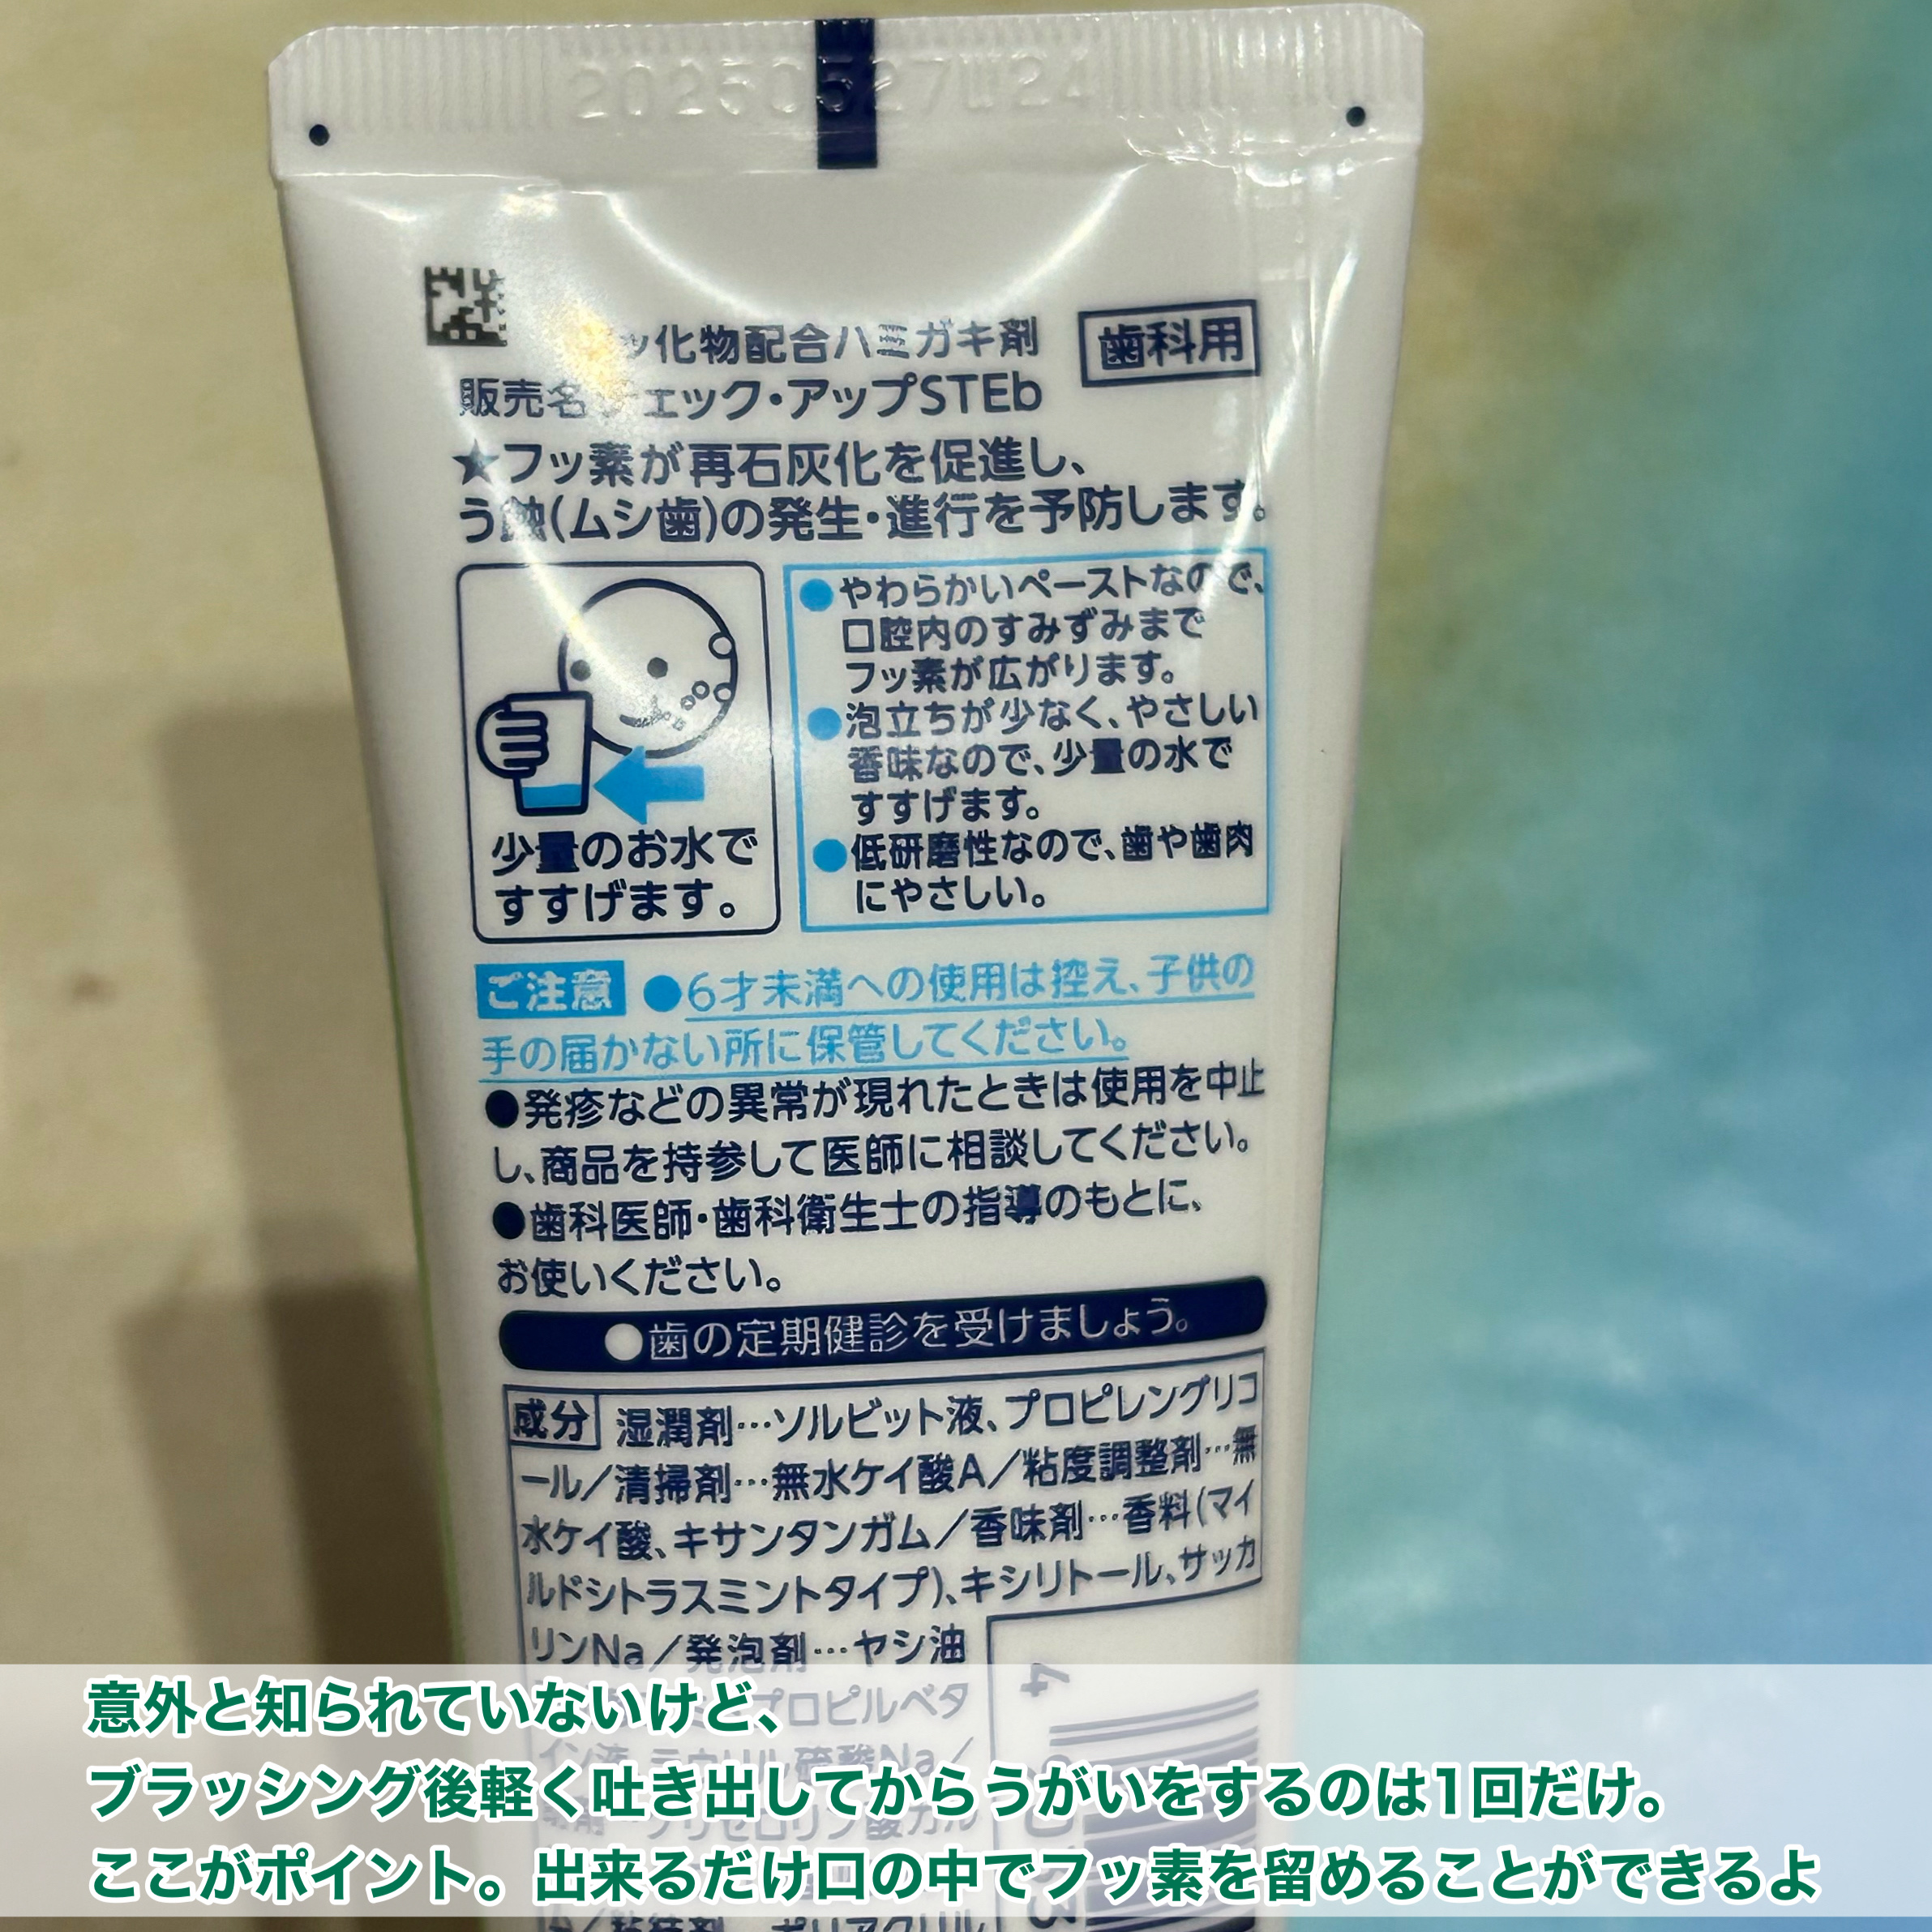 20250527W24
ッ化物配合ハミガキ剤
歯科用
販売名 チェック・アップSTEb
★フッ素が再石灰化を促進し、
う蝕(ムシ歯)の発生・進行を予防します。
少量のお水で
すすげます。
●やわらかいペーストなので、
口腔内のすみずみまで
フッ素が広がります。
●泡立ちが少なく、やさしい
香味なので、少量の水で
すすげます。
●低研磨性なので、歯や歯肉
にやさしい。
ご注意 ●6才未満への使用は控え、子供の
手の届かない所に保管してください。
●発疹などの異常が現れたときは使用を中止
し、商品を持参して医師に相談してください。
●歯科医師・歯科衛生士の指導のもとに、
お使いください。
●歯の定期健診を受けましょう。
成分 湿潤剤…ソルビット液、プロピレングリコ
ール/清掃剤…無水ケイ酸A/粘度調整剤…無
水ケイ酸、キサンタンガム/香味剤…香料(マイ
ルドシトラスミントタイプ)、キシリトール、サッカ
リンNa/発泡剤…ヤシ油
プロピルベタ
イン液、ラウリル硫酸Na/
4
意外と知られていないけど、
ブラッシング後軽く吐き出してからうがいをするのは1回だけ。
ここがポイント。出来るだけ口の中でフッ素を留めることができるよ